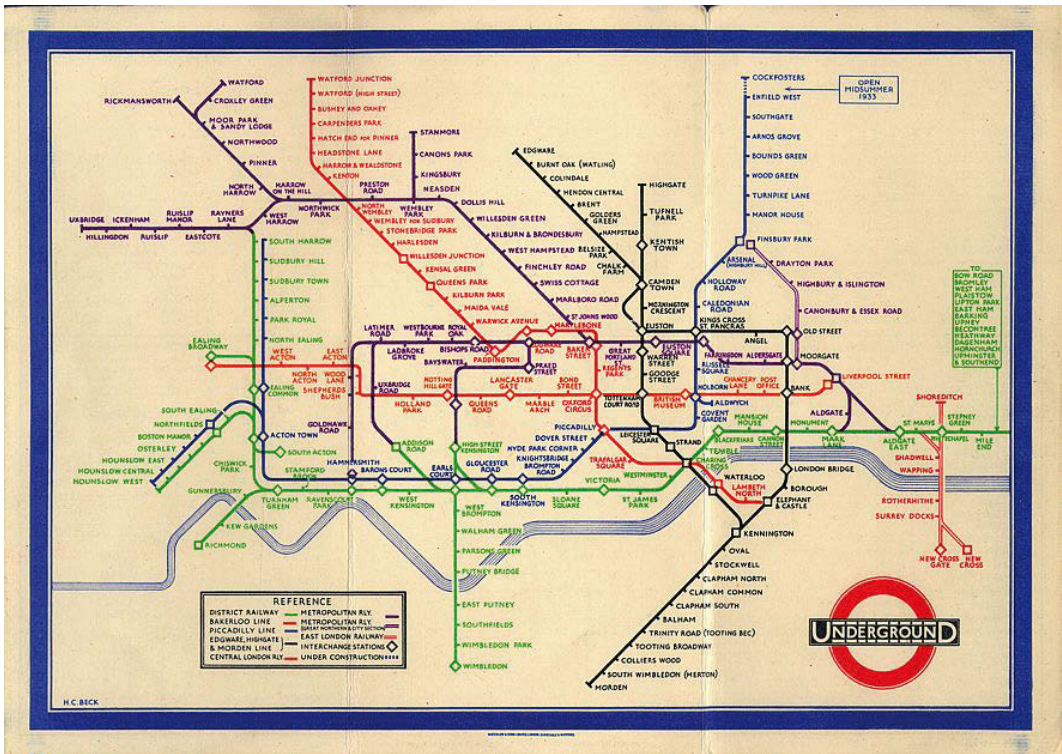 WATFORD
CROXLEY GREEN
RICKMANSWORTH
MOOR PARK
& SANDY LODGE
NORTHWOOD
PINNER
NORTH
HARROW
HARROW
ON THE HILL
NORTHWICK
PARK
PRESTON
ROAD
WEMBLEY
PARK
STANMORE
CANONS PARK
KINGSBURY
NEASDEN
DOLLIS HILL
WILLESDEN GREEN
KILBURN & BRONDESBURY
WEST HAMPSTEAD
FINCHLEY ROAD
SWISS COTTAGE
MARLBORO ROAD
ST JOHNS WOOD
UXBRIDGE
HILLINGDON
ICKENHAM
RUISLIP
RUISLIP
MANOR
EASTCOTE
RAYNERS
LANE
WEST
HARROW
WATFORD JUNCTION
WATFORD (HIGH STREET)
BUSHEY AND OXHEY
CARPENDERS PARK
HATCH END FOR PINNER
HEADSTONE LANE
HARROW & WEALDSTONE
KENTON
NORTH
WEMBLEY
WEMBLEY FOR SUDBURY
STONEBRIDGE PARK
HARLESDEN
WILLESDEN JUNCTION
KENSAL GREEN
QUEENS PARK
KILBURN PARK
MAIDA VALE
WARWICK AVENUE
PADDINGTON
EDGWARE
ROAD
MARYLEBONE
BAKER
STREET
REGENTS
PARK
OXFORD
CIRCUS
PICCADILLY
TRAFALGAR
SQUARE
CHARING
CROSS
WATERLOO
LAMBETH
NORTH
ELEPHANT
& CASTLE
EDGWARE
BURNT OAK (WATLING)
COLINDALE
HENDON CENTRAL
BRENT
GOLDERS
GREEN
HAMPSTEAD
BELSIZE
PARK
CHALK
FARM
CAMDEN
TOWN
HIGHGATE
TUFNELL
PARK
KENTISH
TOWN
MORNINGTON
CRESCENT
EUSTON
WARREN
STREET
GOODGE
STREET
TOTTENHAM
COURT ROAD
LEICESTER
SQUARE
STRAND
KENNINGTON
OVAL
STOCKWELL
CLAPHAM NORTH
CLAPHAM COMMON
CLAPHAM SOUTH
BALHAM
TRINITY ROAD (TOOTING BEC)
TOOTING BROADWAY
COLLIERS WOOD
SOUTH WIMBLEDON (MERTON)
MORDEN
COCKFOSTERS
OPEN
MIDSUMMER
1933
ENFIELD WEST
SOUTHGATE
ARNOS GROVE
BOUNDS GREEN
WOOD GREEN
TURNPIKE LANE
MANOR HOUSE
FINSBURY PARK
ARSENAL
(HIGHBURY HILL)
HOLLOWAY
ROAD
CALEDONIAN
ROAD
KINGS CROSS
ST. PANCRAS
RUSSELL
SQUARE
HOLBORN
ALDWYCH
COVENT
GARDEN
DRAYTON PARK
HIGHBURY & ISLINGTON
CANONBURY & ESSEX ROAD
OLD STREET
ANGEL
MOORGATE
BANK
LONDON BRIDGE
BOROUGH
LATIMER
ROAD
LADBROKE
GROVE
WESTBOURNE
PARK
ROYAL
OAK
BISHOPS ROAD
BAYSWATER
PRAED
STREET
GREAT
PORTLAND
STREET
EUSTON
SQUARE
FARRINGDON
ALDERSGATE
LIVERPOOL STREET
ALDGATE
UXBRIDGE
ROAD
GOLDHAWK
ROAD
HAMMERSMITH
ADDISON
ROAD
EALING
BROADWAY
WEST
ACTON
NORTH
ACTON
EAST
ACTON
WOOD
LANE
SHEPHERDS
BUSH
HOLLAND
PARK
NOTTING
HILL GATE
QUEENS
ROAD
LANCASTER
GATE
MARBLE
ARCH
BOND
STREET
BRITISH
MUSEUM
CHANCERY
LANE
POST
OFFICE
SOUTH HARROW
SUDBURY HILL
SUDBURY TOWN
ALPERTON
PARK ROYAL
NORTH EALING
EALING
COMMON
ACTON TOWN
SOUTH EALING
NORTHFIELDS
BOSTON MANOR
OSTERLEY
HOUNSLOW EAST
HOUNSLOW CENTRAL
HOUNSLOW WEST
SOUTH ACTON
CHISWICK
PARK
GUNNERSBURY
KEW GARDENS
RICHMOND
TURNHAM
GREEN
STAMFORD
BROOK
RAVENSCOURT
PARK
BARONS COURT
WEST
KENSINGTON
EARLS
COURT
HIGH STREET
KENSINGTON
GLOUCESTER
ROAD
SOUTH
KENSINGTON
KNIGHTSBRIDGE
BROMPTON
ROAD
HYDE PARK CORNER
DOVER STREET
SLOANE
SQUARE
VICTORIA
ST JAMES
PARK
WESTMINSTER
TEMPLE
BLACKFRIARS
MANSION
HOUSE
CANNON
STREET
MONUMENT
MARK
LANE
ALDGATE
EAST
ST. MARYS
WHITECHAPEL
STEPNEY
GREEN
MILE
END
TO
BOW ROAD
BROMLEY
WEST HAM
PLAISTOW
UPTON PARK
EAST HAM
BARKING
UPNEY
BECONTREE
HEATHWAY
DAGENHAM
HORNCHURCH
UPMINSTER
& SOUTHEND
SHOREDITCH
SHADWELL
WAPPING
ROTHERHITHE
SURREY DOCKS
NEW CROSS
GATE
NEW
CROSS
WEST
BROMPTON
WALHAM GREEN
PARSONS GREEN
PUTNEY BRIDGE
EAST PUTNEY
SOUTHFIELDS
WIMBLEDON PARK
WIMBLEDON
REFERENCE
DISTRICT RAILWAY
BAKERLOO LINE
PICCADILLY LINE
EDGWARE, HIGHGATE
& MORDEN LINE
CENTRAL LONDON RLY.
METROPOLITAN RLY.
METROPOLITAN RLY.
(GREAT NORTHERN & CITY SECTION)
EAST LONDON RAILWAY
INTERCHANGE STATIONS
UNDER CONSTRUCTION
UNDERGROUND
H.C. BECK